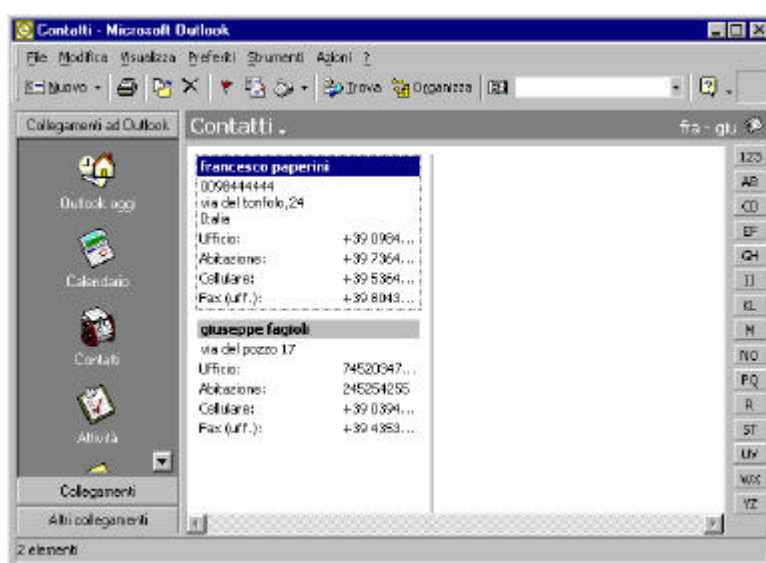 Contatti - Microsoft Outlook
File Modifica Visualizza Preferiti Strumenti Azioni ?
Nuovo Trova Organizza
Collegamenti ad Outlook
Contatti
fra - giu
Outlook oggi
Calendario
Contatti
Attività
Collegamenti
Altri collegamenti
francesco paperini
0098444444
via del tonfolo,24
Italia
Ufficio: +39 0984...
Abitazione: +39 7364...
Cellulare: +39 5364...
Fax (uff.): +39 8043...
giuseppe fagioli
via del pozzo 17
Ufficio: 74520347...
Abitazione: 245254255
Cellulare: +39 0394...
Fax (uff.): +39 4353...
123
AB
CD
EF
GH
IJ
KL
M
NO
PQ
R
ST
UV
WX
YZ
2 elementi